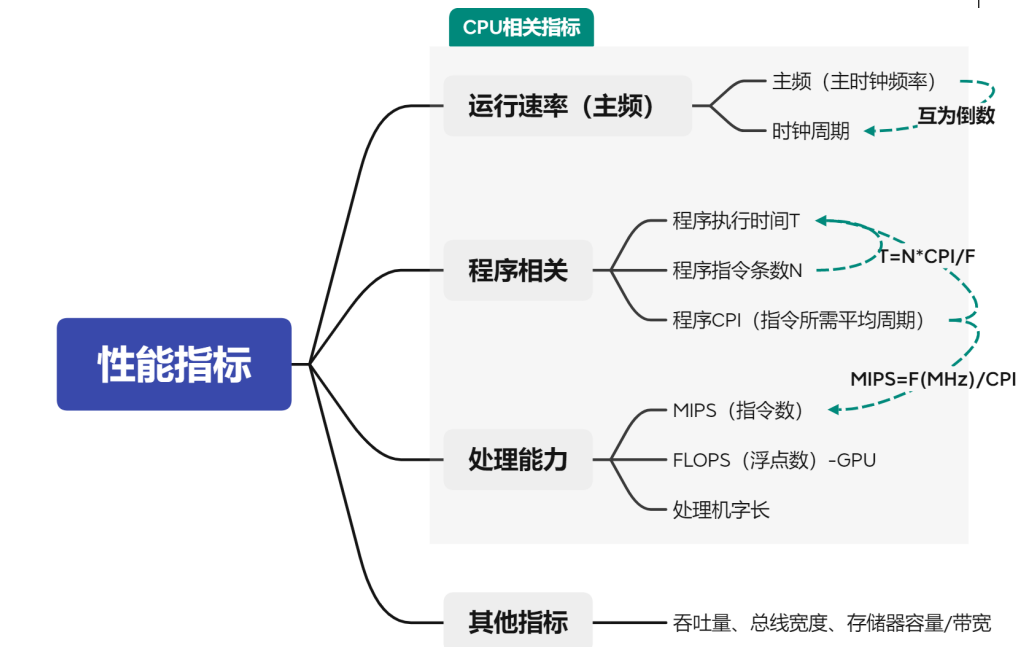 CPU相关指标
性能指标
运行速率（主频）
主频（主时钟频率）
互为倒数
时钟周期
程序相关
程序执行时间T
T=N*CPI/F
程序指令条数N
程序CPI（指令所需平均周期）
MIPS=F(MHz)/CPI
处理能力
MIPS（指令数）
FLOPS（浮点数）-GPU
处理机字长
其他指标
吞吐量、总线宽度、存储器容量/带宽